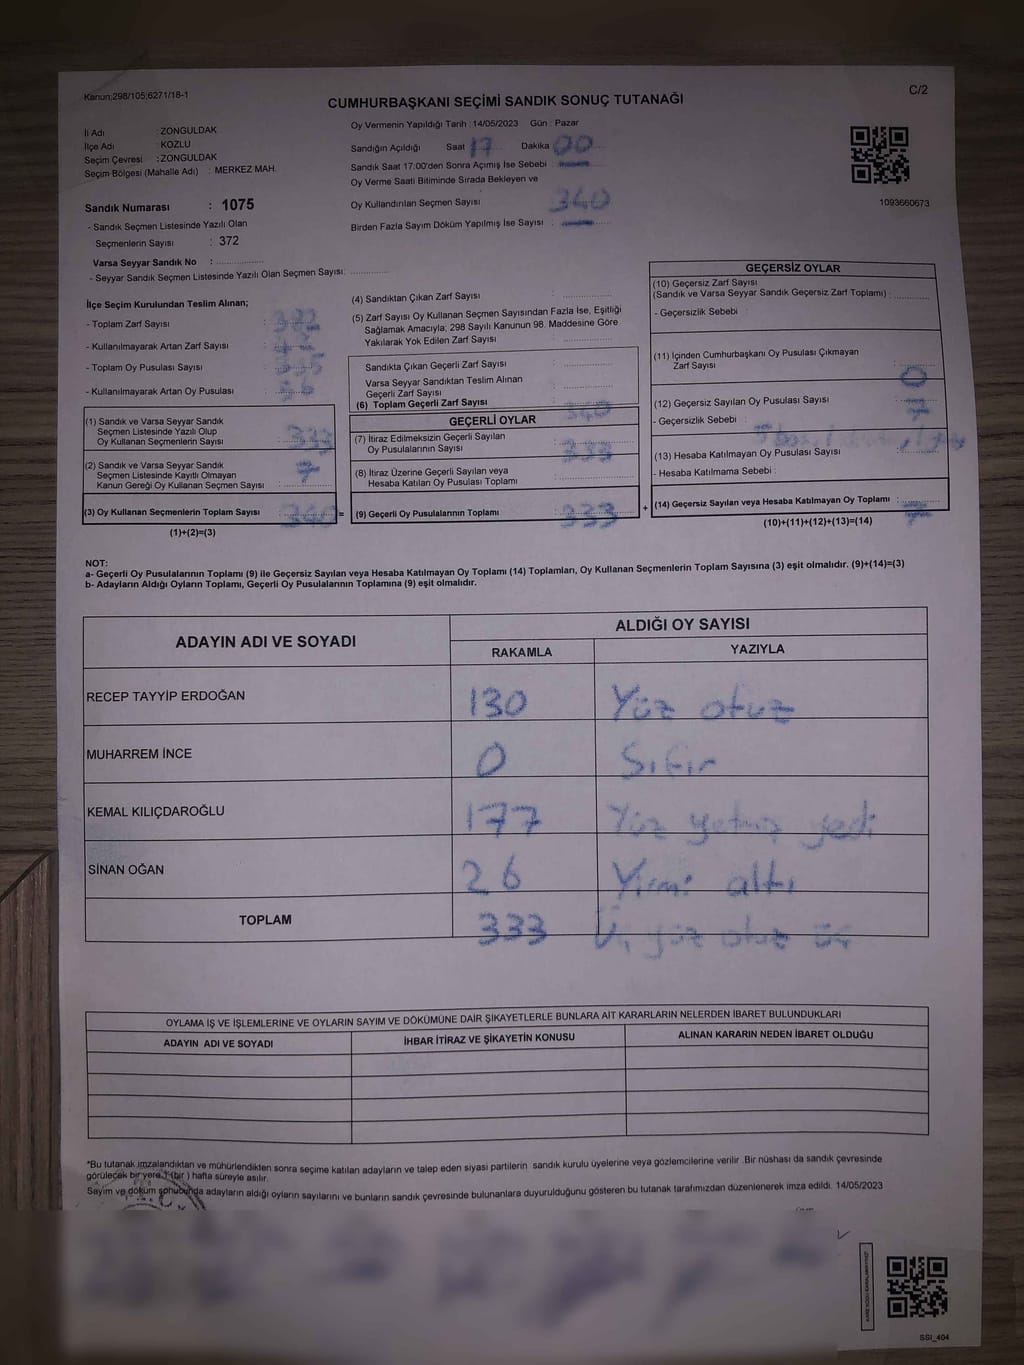 Kanun;298/105;6271/18-1
C/2
CUMHURBAŞKANI SEÇİMİ SANDIK SONUÇ TUTANAĞI
İl Adı : ZONGULDAK
İlçe Adı : KOZLU
Seçim Çevresi : ZONGULDAK
Seçim Bölgesi (Mahalle Adı) : MERKEZ MAH.
Oy Vermenin Yapıldığı Tarih : 14/05/2023 Gün : Pazar
Sandığın Açıldığı Saat 17 Dakika 00
Sandık Saat 17:00'den Sonra Açımış İse Sebebi :
Oy Verme Saati Bitiminde Sırada Bekleyen ve
Oy Kullandırılan Seçmen Sayısı : 340
Birden Fazla Sayım Döküm Yapılmış İse Sayısı :
1093660673
Sandık Numarası : 1075
- Sandık Seçmen Listesinde Yazılı Olan
Seçmenlerin Sayısı : 372
Varsa Seyyar Sandık No :
- Seyyar Sandık Seçmen Listesinde Yazılı Olan Seçmen Sayısı:
İlçe Seçim Kurulundan Teslim Alınan;
- Toplam Zarf Sayısı :
- Kullanılmayarak Artan Zarf Sayısı :
- Toplam Oy Pusulası Sayısı :
- Kullanılmayarak Artan Oy Pusulası :
(1) Sandık ve Varsa Seyyar Sandık
Seçmen Listesinde Yazılı Olup
Oy Kullanan Seçmenlerin Sayısı : 333
(2) Sandık ve Varsa Seyyar Sandık
Seçmen Listesinde Kayıtlı Olmayan
Kanun Gereği Oy Kullanan Seçmen Sayısı : 7
(3) Oy Kullanan Seçmenlerin Toplam Sayısı : 340 =
(1)+(2)=(3)
(4) Sandıktan Çıkan Zarf Sayısı :
(5) Zarf Sayısı Oy Kullanan Seçmen Sayısından Fazla İse, Eşitliği
Sağlamak Amacıyla; 298 Sayılı Kanunun 98. Maddesine Göre
Yakılarak Yok Edilen Zarf Sayısı :
Sandıkta Çıkan Geçerli Zarf Sayısı :
Varsa Seyyar Sandıktan Teslim Alınan
Geçerli Zarf Sayısı :
(6) Toplam Geçerli Zarf Sayısı : 340
GEÇERLİ OYLAR
(7) İtiraz Edilmeksizin Geçerli Sayılan
Oy Pusulalarının Sayısı : 333
(8) İtiraz Üzerine Geçerli Sayılan veya
Hesaba Katılan Oy Pusulası Toplamı :
(9) Geçerli Oy Pusulalarının Toplamı : 333 +
GEÇERSİZ OYLAR
(10) Geçersiz Zarf Sayısı
(Sandık ve Varsa Seyyar Sandık Geçersiz Zarf Toplamı) :
- Geçersizlik Sebebi :
(11) İçinden Cumhurbaşkanı Oy Pusulası Çıkmayan
Zarf Sayısı : 0
(12) Geçersiz Sayılan Oy Pusulası Sayısı : 7
- Geçersizlik Sebebi :
(13) Hesaba Katılmayan Oy Pusulası Sayısı :
- Hesaba Katılmama Sebebi :
(14) Geçersiz Sayılan veya Hesaba Katılmayan Oy Toplamı : 7
(10)+(11)+(12)+(13)=(14)
NOT:
a- Geçerli Oy Pusulalarının Toplamı (9) ile Geçersiz Sayılan veya Hesaba Katılmayan Oy Toplamı (14) Toplamları, Oy Kullanan Seçmenlerin Toplam Sayısına (3) eşit olmalıdır. (9)+(14)=(3)
b- Adayların Aldığı Oyların Toplamı, Geçerli Oy Pusulalarının Toplamına (9) eşit olmalıdır.
ADAYIN ADI VE SOYADI
ALDIĞI OY SAYISI
RAKAMLA YAZIYLA
RECEP TAYYİP ERDOĞAN 130 Yüz otuz
MUHARREM İNCE 0 Sıfır
KEMAL KILIÇDAROĞLU 177 Yüz yetmiş yedi
SİNAN OĞAN 26 Yirmi altı
TOPLAM 333 Üç yüz otuz üç
OYLAMA İŞ VE İŞLEMLERİNE VE OYLARIN SAYIM VE DÖKÜMÜNE DAİR ŞİKAYETLERLE BUNLARA AİT KARARLARIN NELERDEN İBARET BULUNDUKLARI
ADAYIN ADI VE SOYADI İHBAR İTİRAZ VE ŞİKAYETİN KONUSU ALINAN KARARIN NEDEN İBARET OLDUĞU
*Bu tutanak imzalandıktan ve mühürlendikten sonra seçime katılan adayların ve talep eden siyasi partilerin sandık kurulu üyelerine veya gözlemcilerine verilir. Bir nüshası da sandık çevresinde
görülecek bir yere 1 (bir ) hafta süreyle asılır.
Sayım ve döküm sonucunda adayların aldığı oyların sayılarını ve bunların sandık çevresinde bulunanlara duyurulduğunu gösteren bu tutanak tarafımızdan düzenlenerek imza edildi. 14/05/2023
SSI_404